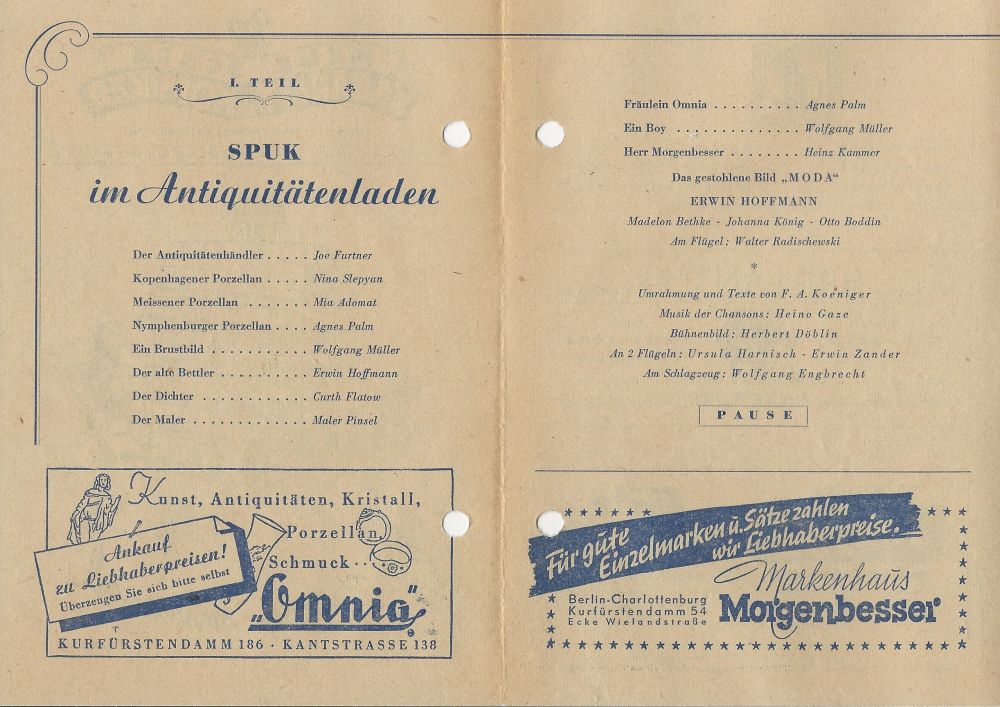 I. TEIL
SPUK
im Antiquitätenladen
Der Antiquitätenhändler . . . . . Joe Furtner
Kopenhagener Porzellan . . . . . Nina Slepyan
Meissener Porzellan . . . . . . . Mia Adomat
Nymphenburger Porzellan . . . . Agnes Palm
Ein Brustbild . . . . . . . . . . . Wolfgang Müller
Der alte Bettler . . . . . . . . . . Erwin Hoffmann
Der Dichter . . . . . . . . . . . . Curth Flatow
Der Maler . . . . . . . . . . . . . Maler Pinsel
Kunst, Antiquitäten, Kristall,
Porzellan,
Schmuck . . .
Ankauf
zu Liebhaberpreisen!
Überzeugen Sie sich bitte selbst
„Omnia"
KURFÜRSTENDAMM 186 · KANTSTRASSE 138
Fräulein Omnia . . . . . . . . . . Agnes Palm
Ein Boy . . . . . . . . . . . . . . Wolfgang Müller
Herr Morgenbesser . . . . . . . . Heinz Kammer
Das gestohlene Bild „MODA"
ERWIN HOFFMANN
Madelon Bethke - Johanna König - Otto Boddin
Am Flügel: Walter Radischewski
*
Umrahmung und Texte von F. A. Koeniger
Musik der Chansons: Heino Gaze
Bühnenbild: Herbert Döblin
An 2 Flügeln: Ursula Harnisch - Erwin Zander
Am Schlagzeug: Wolfgang Engbrecht
PAUSE
Für gute
Einzelmarken u. Sätze zahlen
wir Liebhaberpreise.
Markenhaus
Morgenbesser
Berlin-Charlottenburg
Kurfürstendamm 54
Ecke Wielandstraße